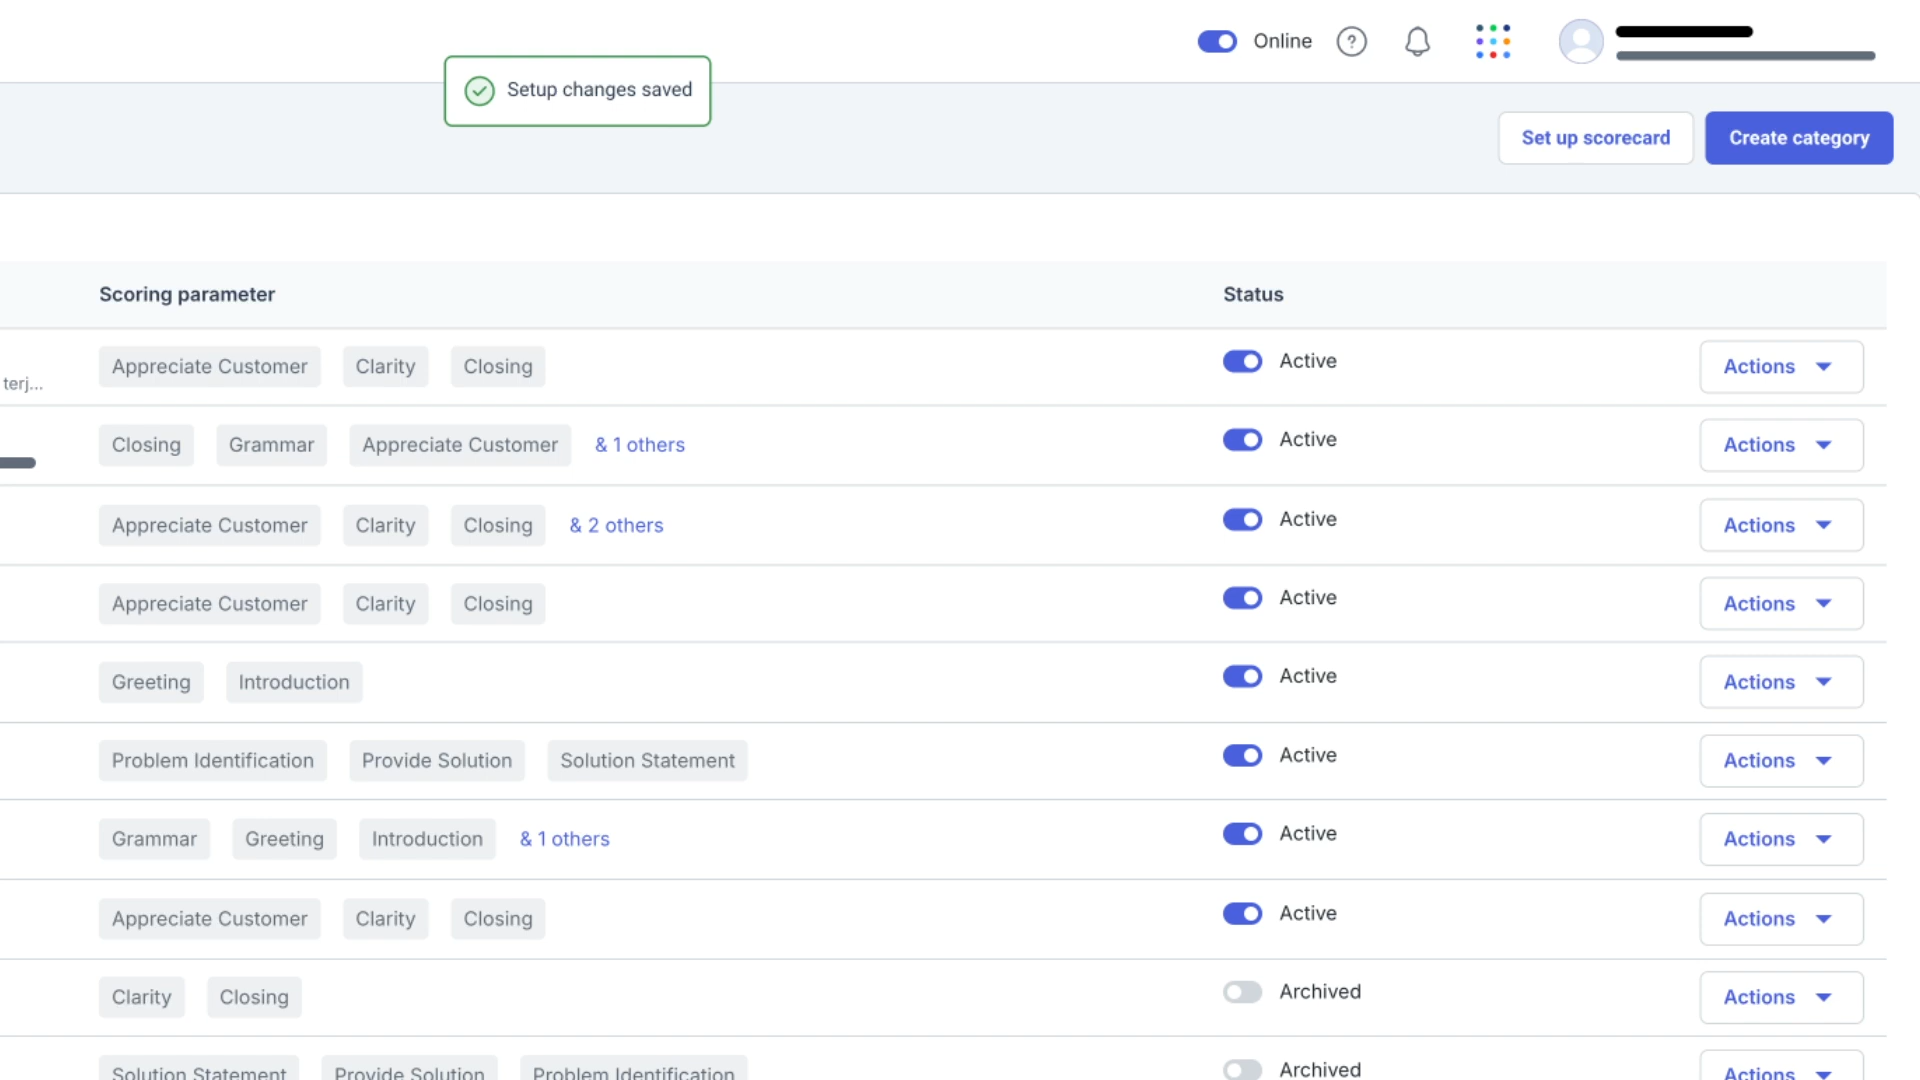 Online
Setup changes saved
Set up scorecard
Create category
Scoring parameter Status
Appreciate Customer Clarity Closing Active Actions
terj...
Closing Grammar Appreciate Customer & 1 others Active Actions
Appreciate Customer Clarity Closing & 2 others Active Actions
Appreciate Customer Clarity Closing Active Actions
Greeting Introduction Active Actions
Problem Identification Provide Solution Solution Statement Active Actions
Grammar Greeting Introduction & 1 others Active Actions
Appreciate Customer Clarity Closing Active Actions
Clarity Closing Archived Actions
Solution Statement Provide Solution Problem Identification Archived Actions